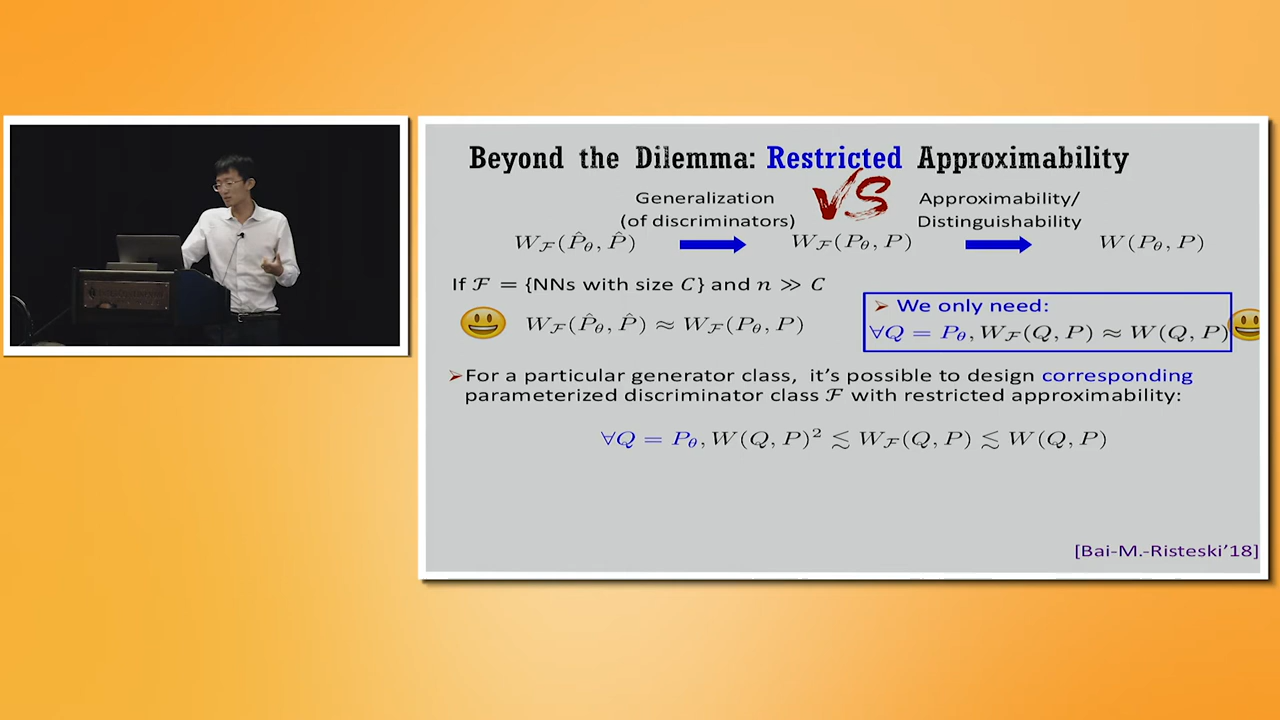 Beyond the Dilemma: Restricted Approximability
VS
Generalization
(of discriminators)
Approximability/
Distinguishability
W_𝓕(P̂_θ, P̂) W_𝓕(P_θ, P) W(P_θ, P)
If 𝓕 = {NNs with size C} and n ≫ C
W_𝓕(P̂_θ, P̂) ≈ W_𝓕(P_θ, P)
➢ We only need:
∀Q = P_θ, W_𝓕(Q, P) ≈ W(Q, P)
➢For a particular generator class, it's possible to design corresponding
parameterized discriminator class 𝓕 with restricted approximability:
∀Q = P_θ, W(Q, P)² ≲ W_𝓕(Q, P) ≲ W(Q, P)
[Bai-M.-Risteski'18]